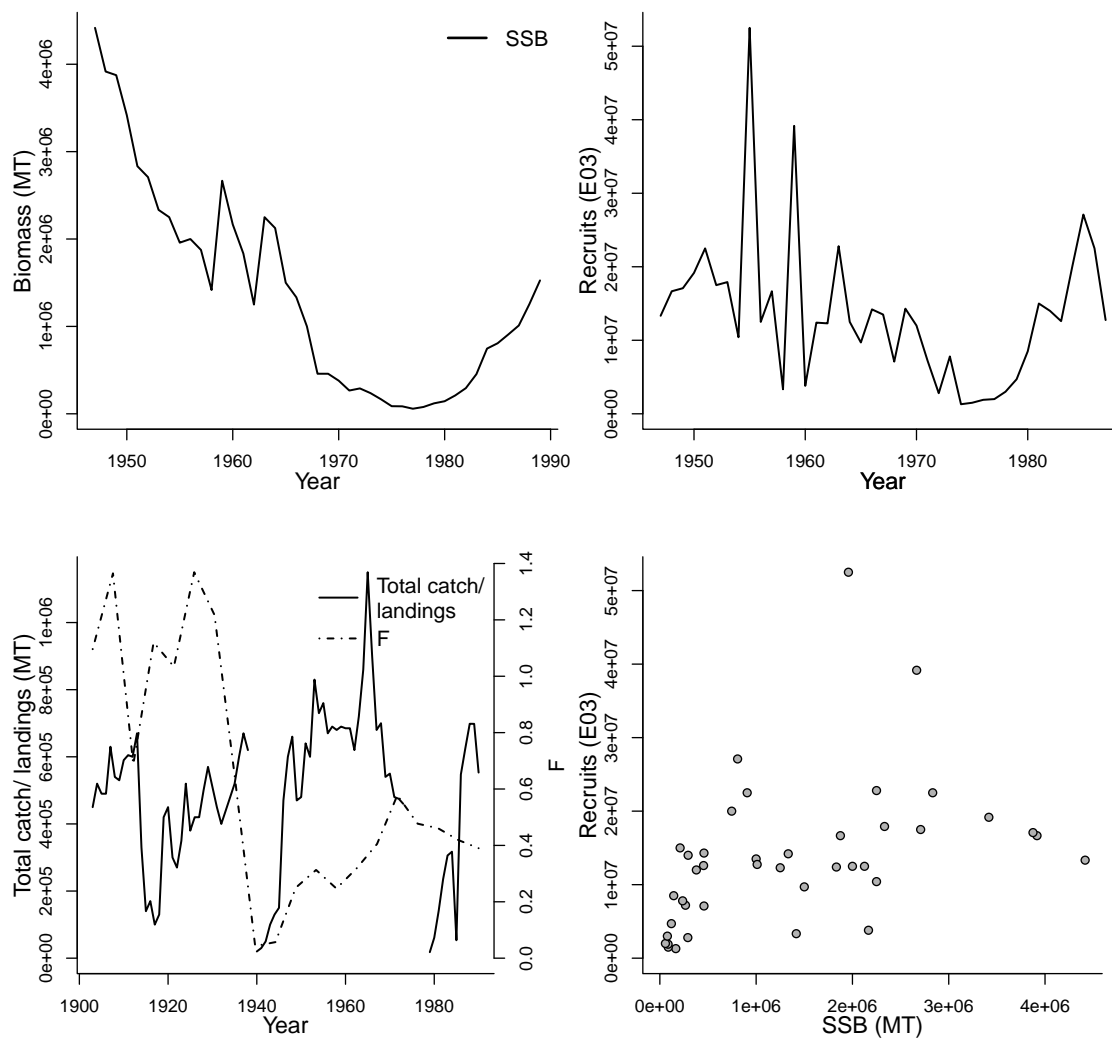 SSB
Biomass (MT)
0e+00 1e+06 2e+06 3e+06 4e+06
1950 1960 1970 1980 1990
Year
Recruits (E03)
0e+00 1e+07 2e+07 3e+07 4e+07 5e+07
1950 1960 1970 1980
Year
Total catch/
landings
F
Total catch/ landings (MT)
0e+00 2e+05 4e+05 6e+05 8e+05 1e+06
0.0 0.2 0.4 0.6 0.8 1.0 1.2 1.4
F
1900 1920 1940 1960 1980
Year
Recruits (E03)
0e+00 1e+07 2e+07 3e+07 4e+07 5e+07
0e+00 1e+06 2e+06 3e+06 4e+06
SSB (MT)